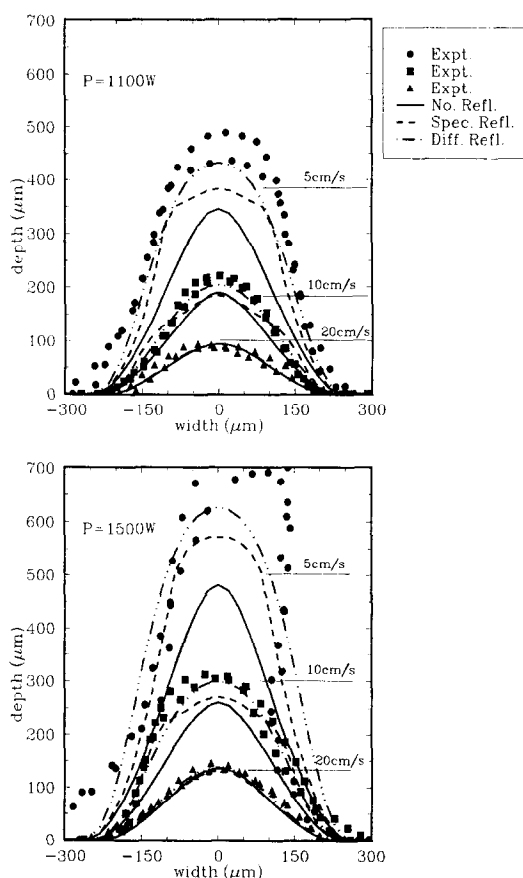 700
600
500
400
300
200
100
0
depth (μm)
P=1100W
5cm/s
10cm/s
20cm/s
-300 -150 0 150 300
width (μm)
Expt.
Expt.
Expt.
No. Refl.
Spec. Refl.
Diff. Refl.
700
600
500
400
300
200
100
0
depth (μm)
P=1500W
5cm/s
10cm/s
20cm/s
-300 -150 0 150 300
width (μm)